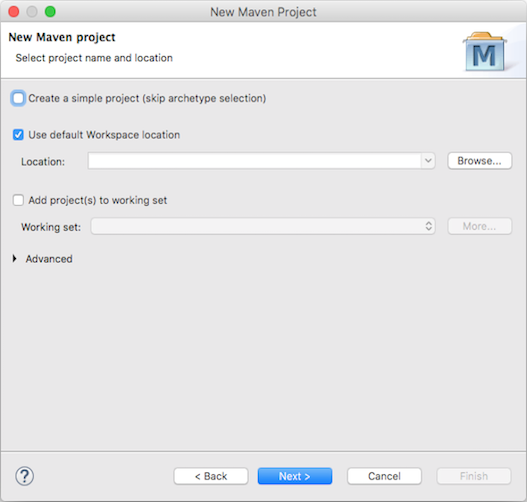 New Maven Project
New Maven project
Select project name and location
M
Create a simple project (skip archetype selection)
Use default Workspace location
Location:
Browse...
Add project(s) to working set
Working set:
More...
Advanced
?
< Back
Next >
Cancel
Finish